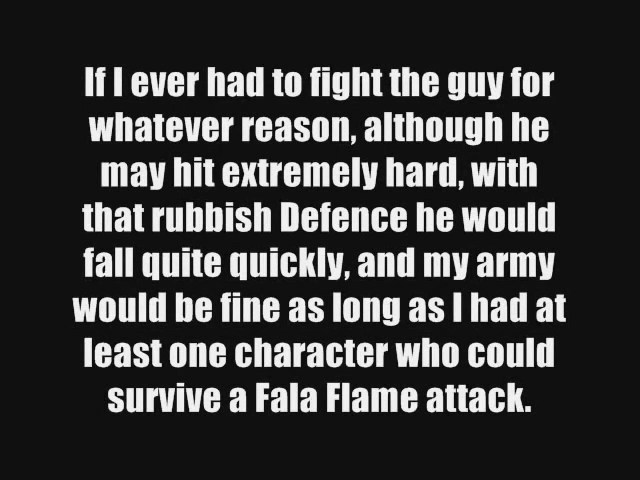 If I ever had to fight the guy for
whatever reason, although he
may hit extremely hard, with
that rubbish Defence he would
fall quite quickly, and my army
would be fine as long as I had at
least one character who could
survive a Fala Flame attack.